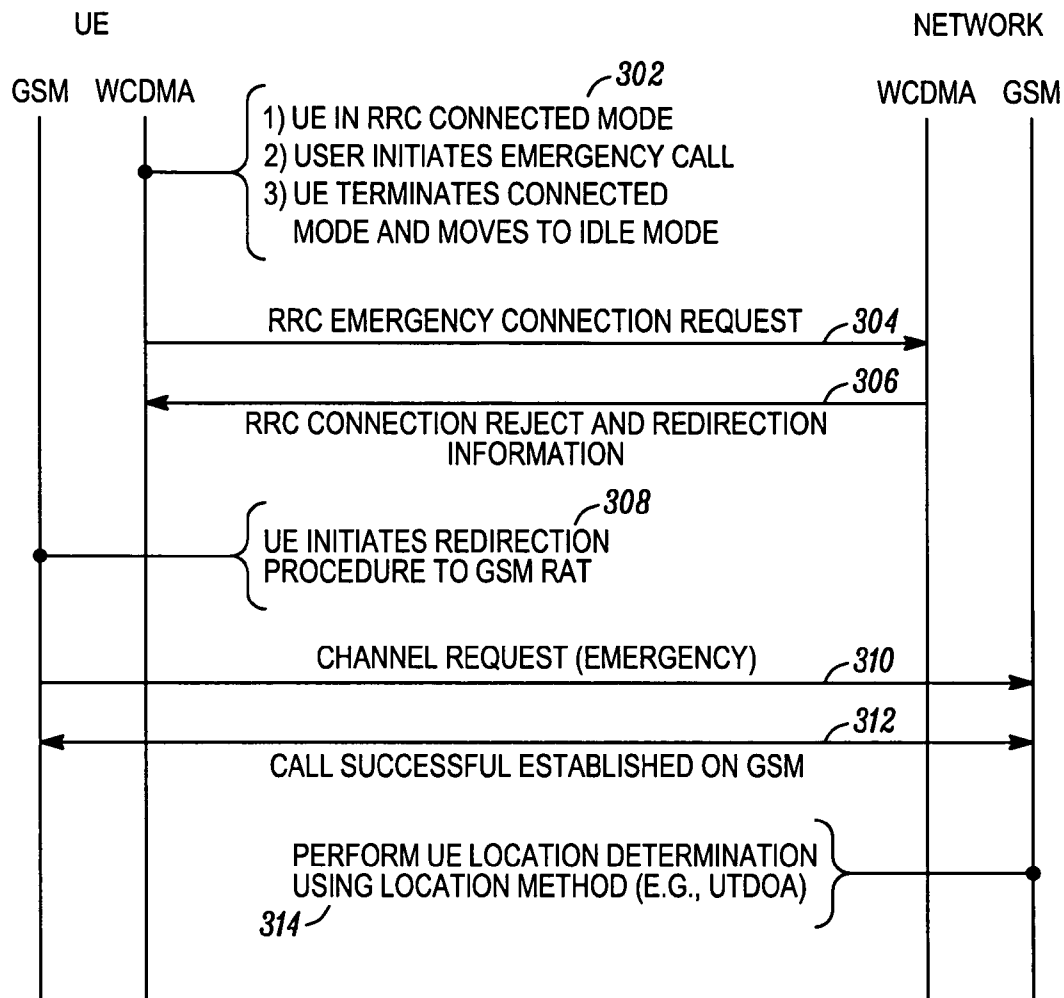 UE NETWORK
GSM WCDMA WCDMA GSM
302
1) UE IN RRC CONNECTED MODE
2) USER INITIATES EMERGENCY CALL
3) UE TERMINATES CONNECTED
MODE AND MOVES TO IDLE MODE
RRC EMERGENCY CONNECTION REQUEST 304
306
RRC CONNECTION REJECT AND REDIRECTION
INFORMATION
308
UE INITIATES REDIRECTION
PROCEDURE TO GSM RAT
CHANNEL REQUEST (EMERGENCY) 310
312
CALL SUCCESSFUL ESTABLISHED ON GSM
PERFORM UE LOCATION DETERMINATION
USING LOCATION METHOD (E.G., UTDOA)
314